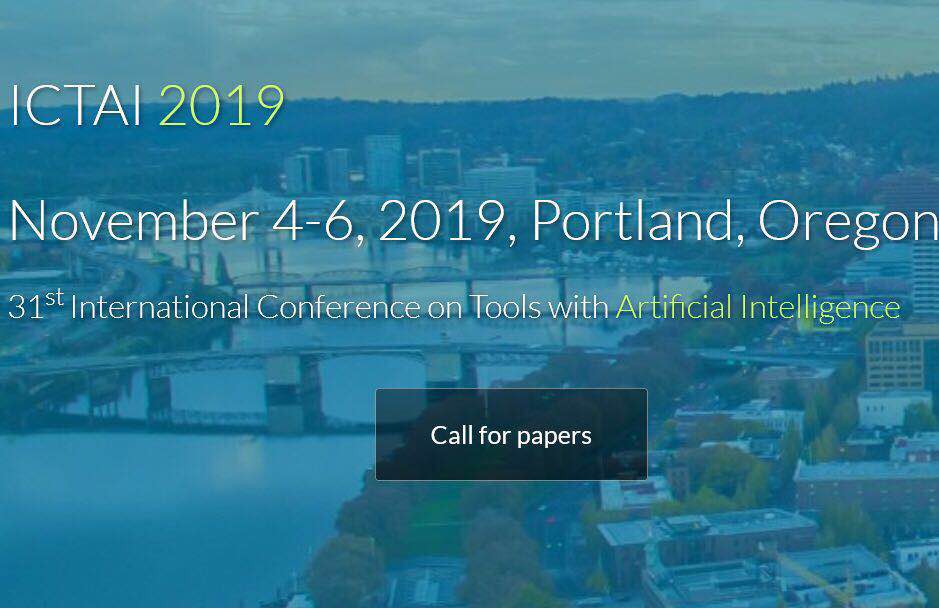 ICTAI 2019
November 4-6, 2019, Portland, Oregon
31st International Conference on Tools with Artificial Intelligence
Call for papers